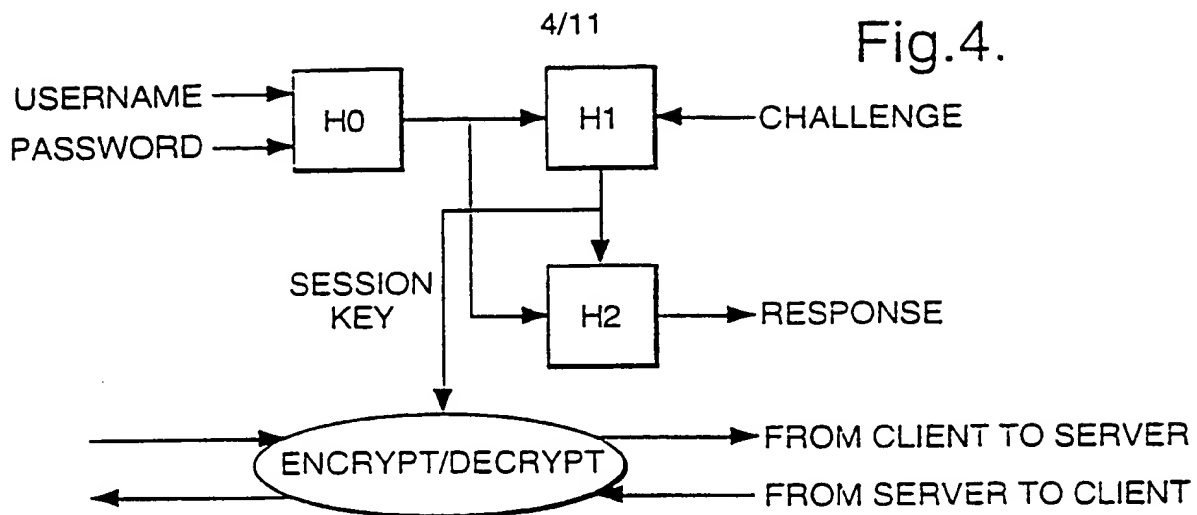 4/11
Fig.4.
USERNAME
PASSWORD
H0
H1
CHALLENGE
SESSION
KEY
H2
RESPONSE
ENCRYPT/DECRYPT
FROM CLIENT TO SERVER
FROM SERVER TO CLIENT